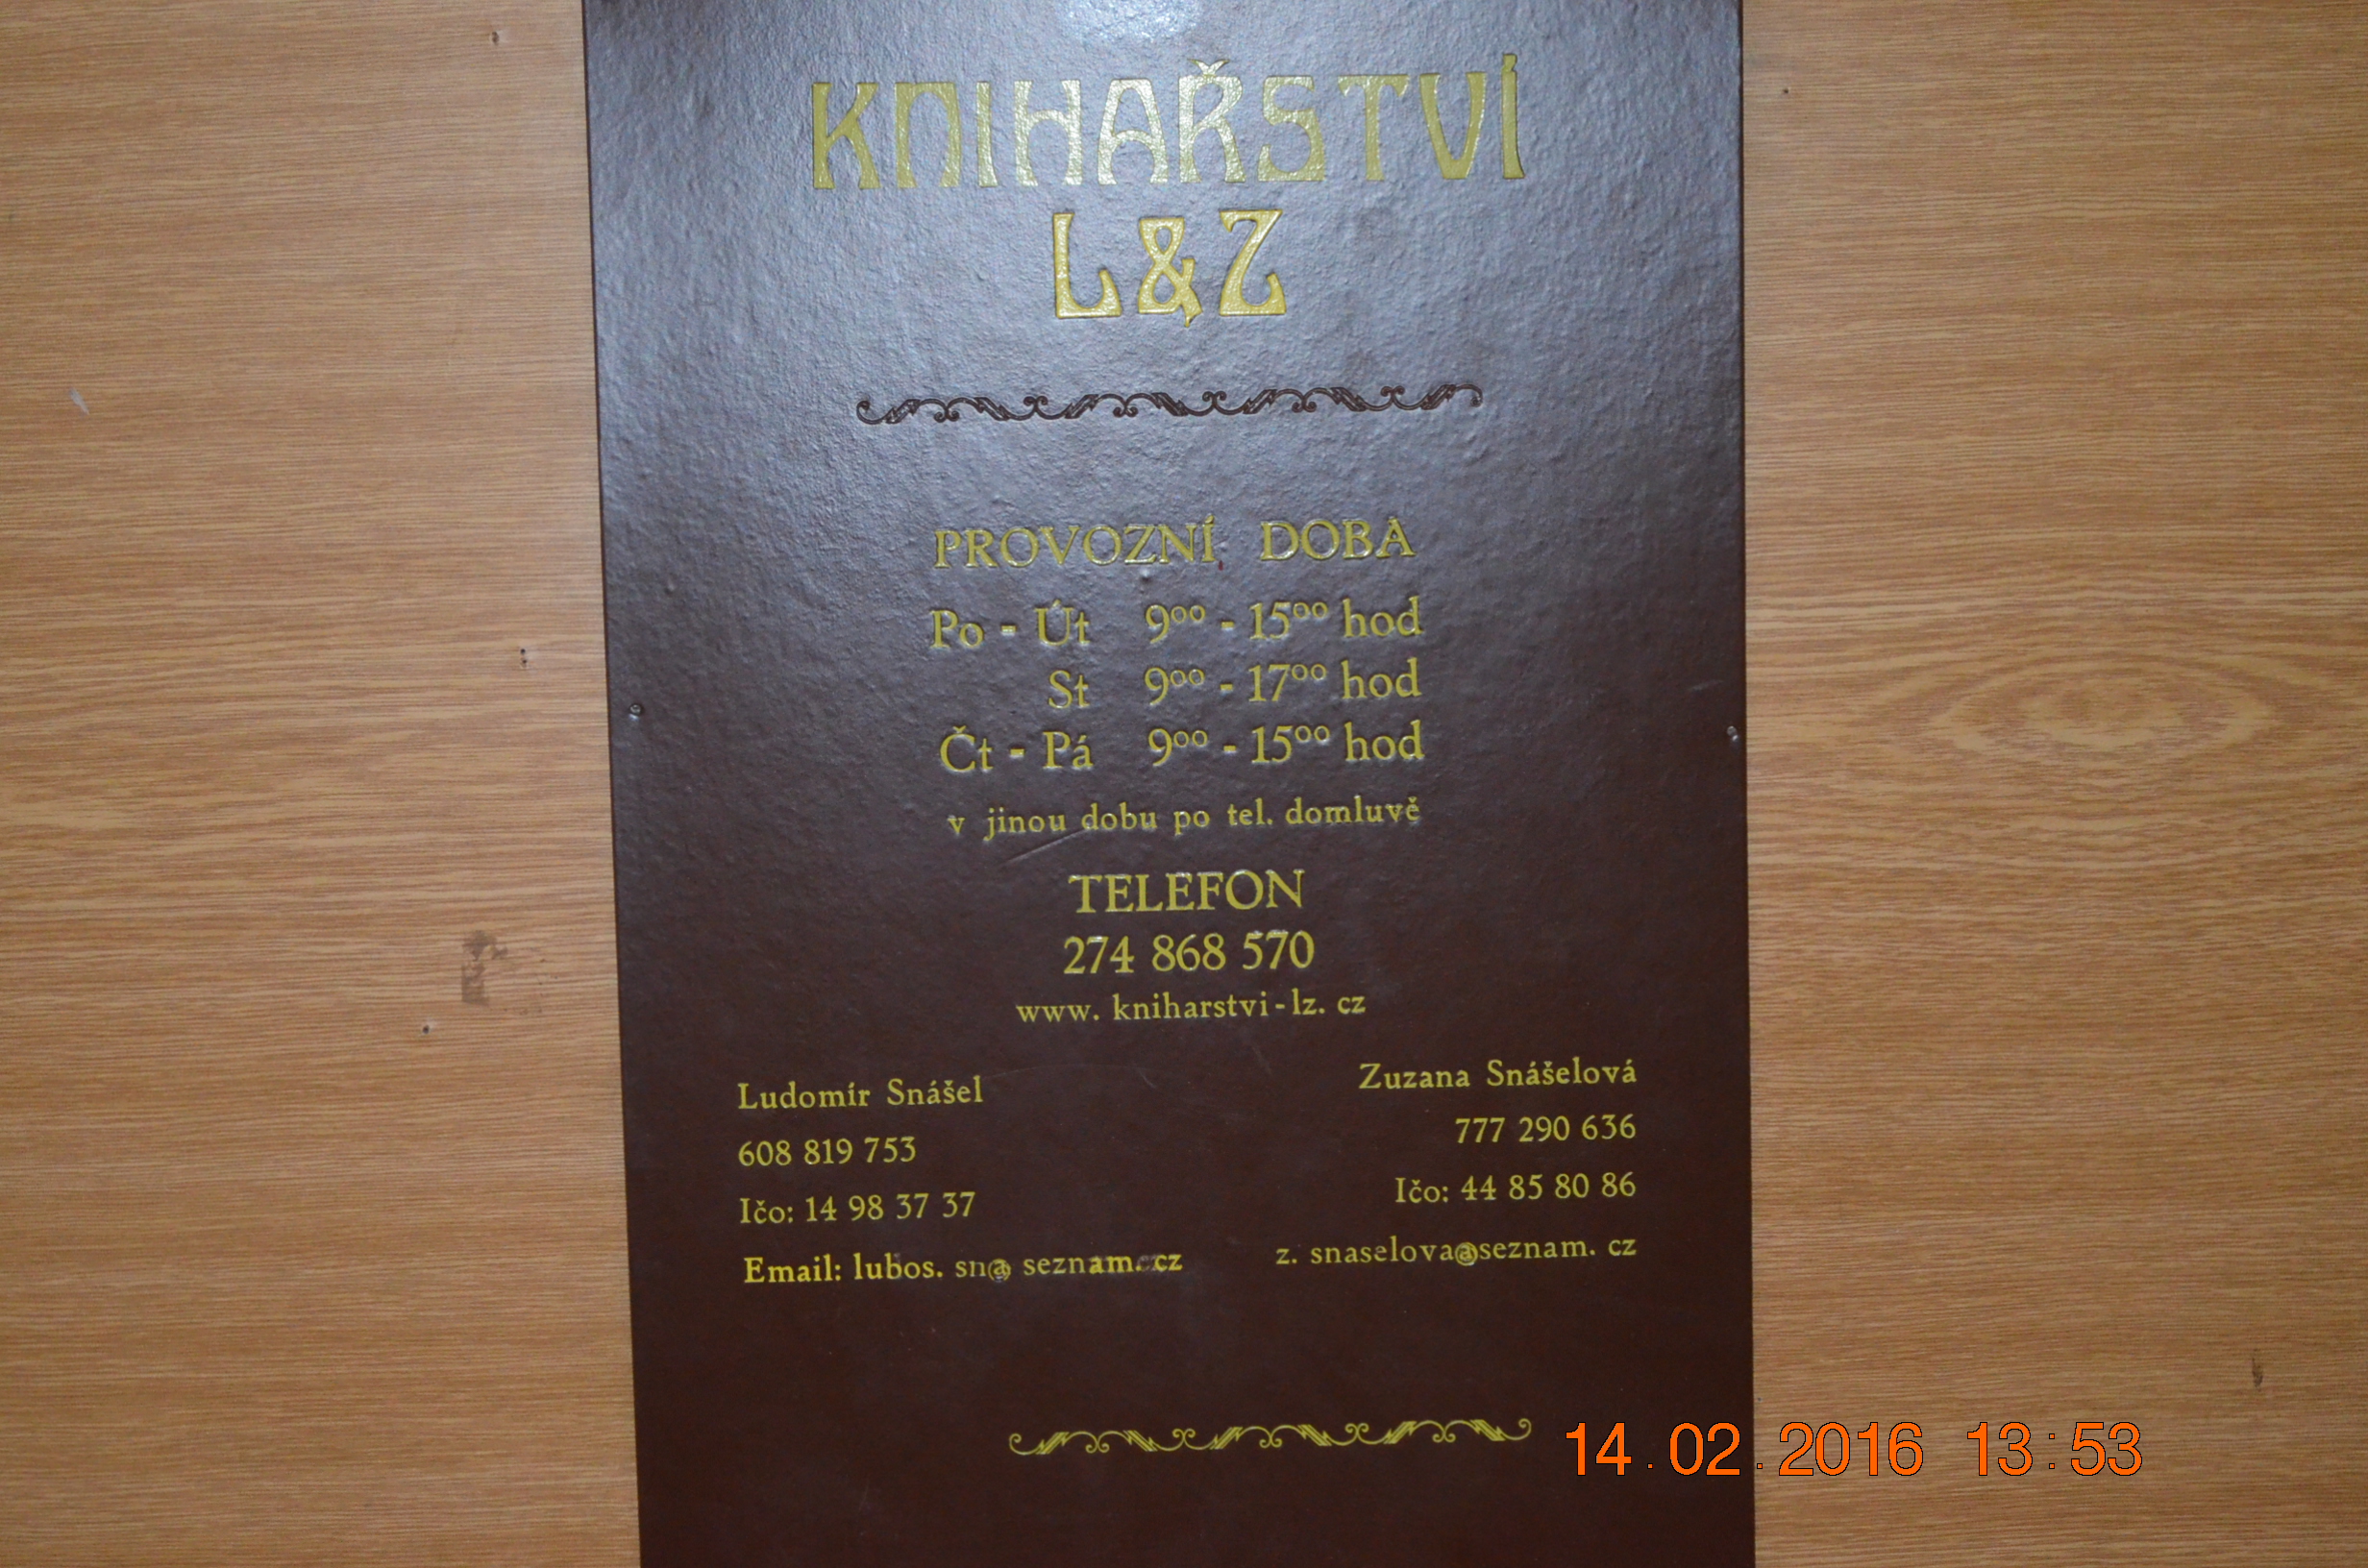 KNIHAŘSTVÍ
L&Z
PROVOZNÍ DOBA
Po - Út 9⁰⁰ - 15⁰⁰ hod
St 9⁰⁰ - 17⁰⁰ hod
Čt - Pá 9⁰⁰ - 15⁰⁰ hod
v jinou dobu po tel. domluvě
TELEFON
274 868 570
www. kniharstvi-lz. cz
Ludomír Snášel
608 819 753
Ičo: 14 98 37 37
Email: lubos. sn@ seznam. cz
Zuzana Snášelová
777 290 636
Ičo: 44 85 80 86
z. snaselova@seznam. cz
14.02.2016 13:53